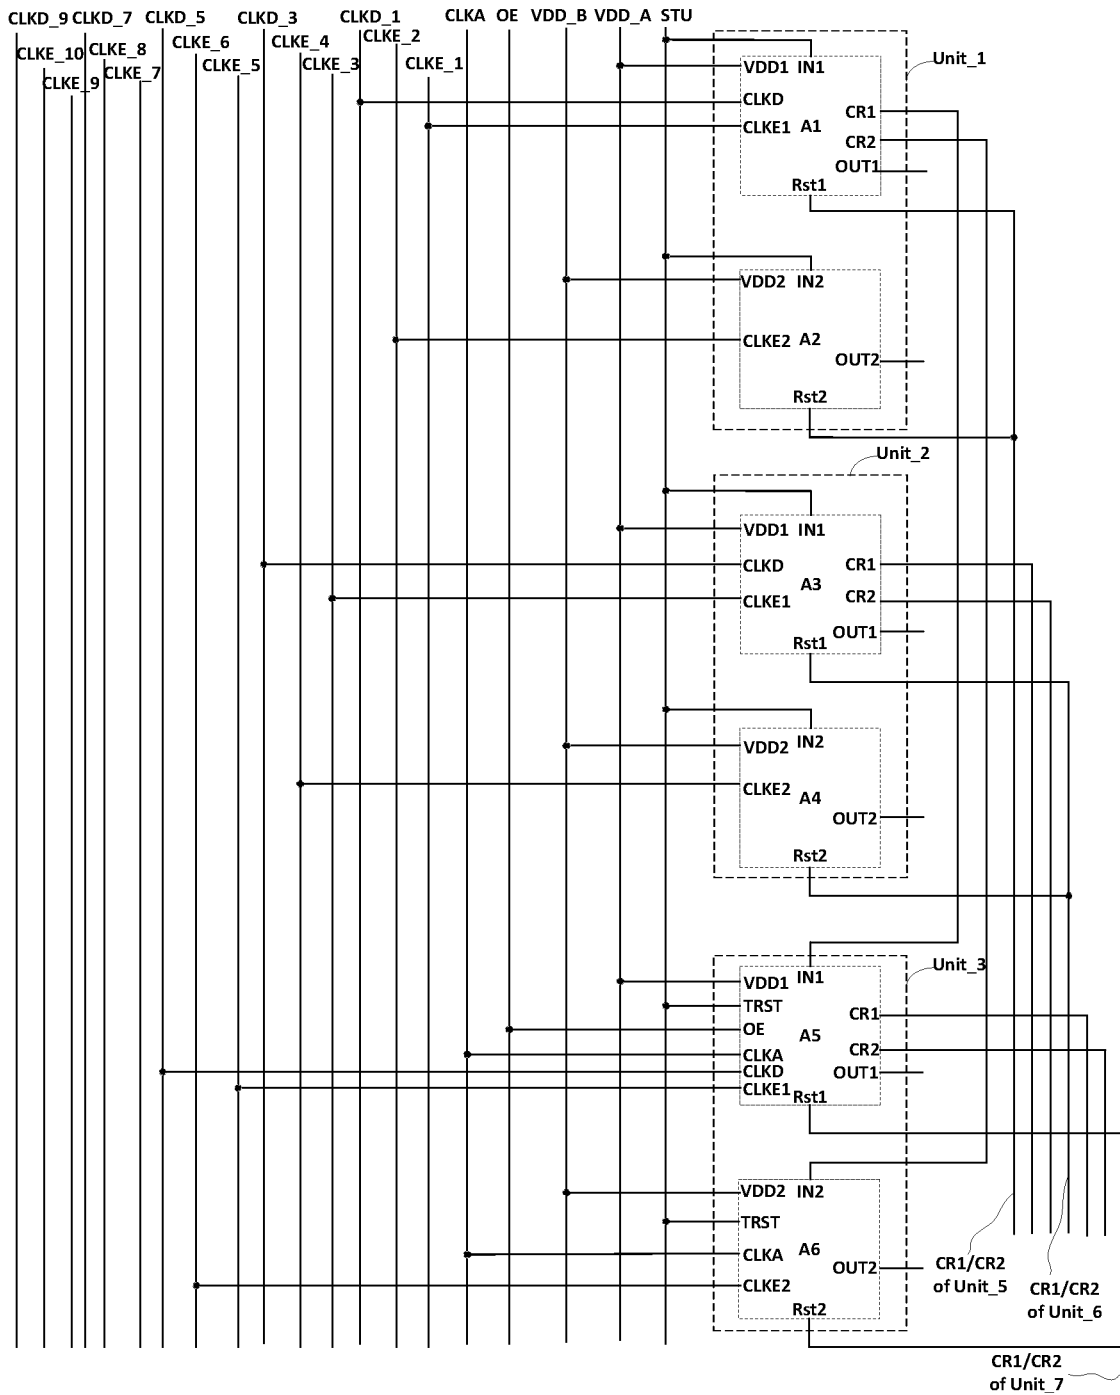 CLKD_9 CLKD_7 CLKD_5 CLKD_3 CLKD_1 CLKA OE VDD_B VDD_A STU
CLKE_10 CLKE_8 CLKE_6 CLKE_4 CLKE_2
CLKE_9 CLKE_7 CLKE_5 CLKE_3 CLKE_1
Unit_1
VDD1 IN1
CLKD
CR1
CLKE1 A1
CR2
OUT1
Rst1
VDD2 IN2
CLKE2 A2
OUT2
Rst2
Unit_2
VDD1 IN1
CLKD CR1
A3
CLKE1 CR2
OUT1
Rst1
IN2
VDD2
CLKE2
A4
OUT2
Rst2
Unit_3
IN1
VDD1
TRST
CR1
OE A5
CR2
CLKA
CLKD OUT1
CLKE1 Rst1
VDD2 IN2
TRST
CLKA A6
OUT2
CLKE2
Rst2
CR1/CR2
of Unit_5
CR1/CR2
of Unit_6
CR1/CR2
of Unit_7